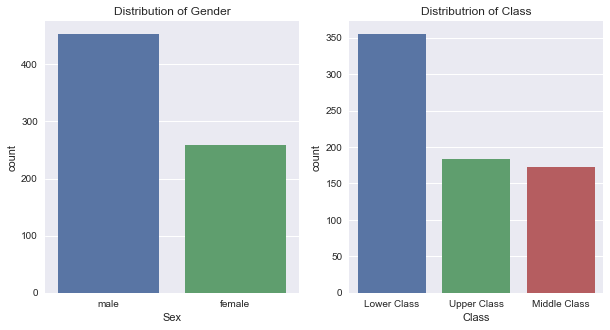 Distribution of Gender
400
300
200
100
0
count
male
female
Sex
Distributrion of Class
350
300
250
200
150
100
50
0
count
Lower Class
Upper Class
Middle Class
Class